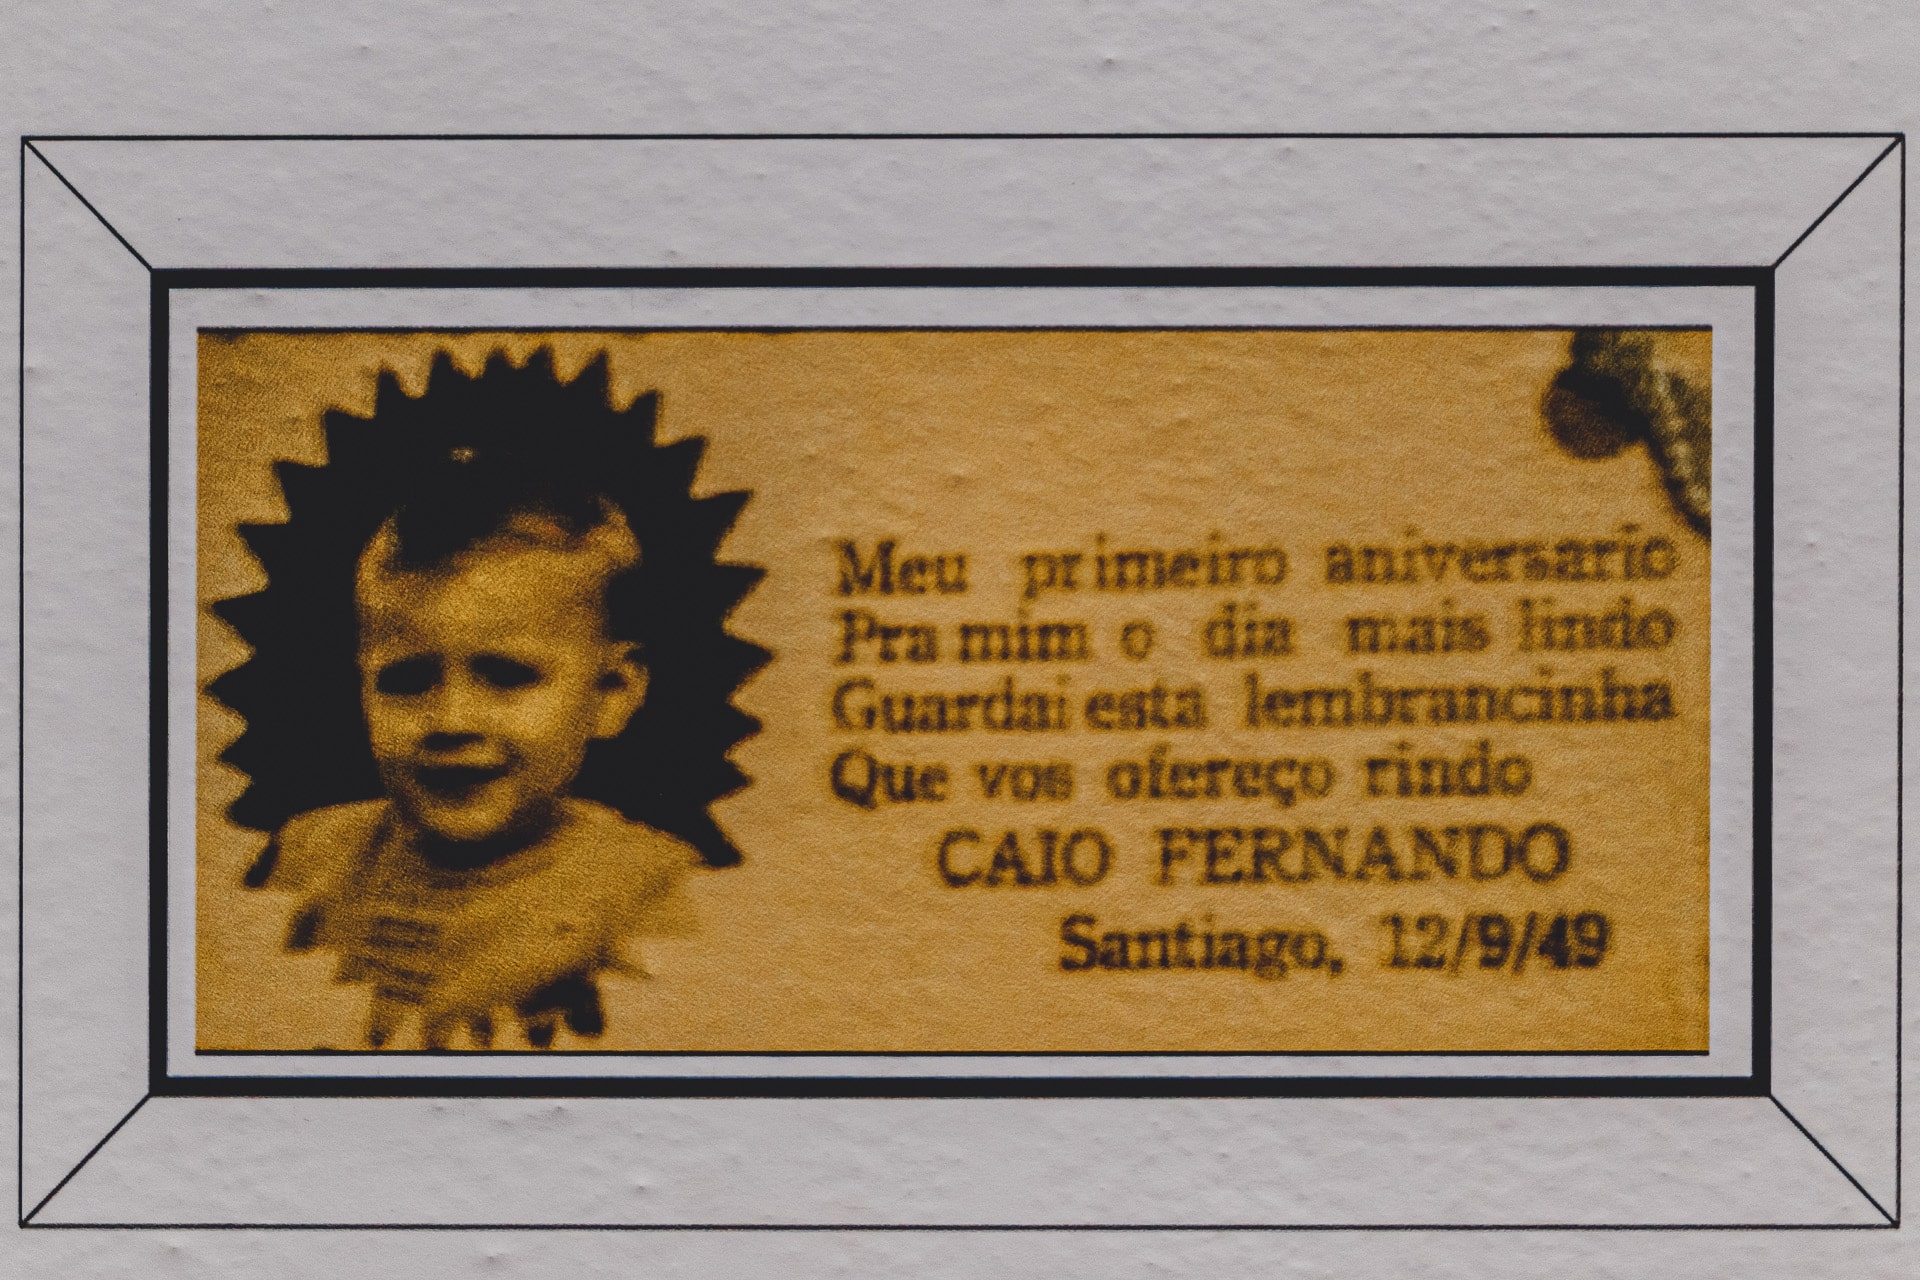 Meu primeiro aniversario
Pra mim o dia mais lindo
Guardai esta lembrancinha
Que vos ofereço rindo
CAIO FERNANDO
Santiago, 12/9/49